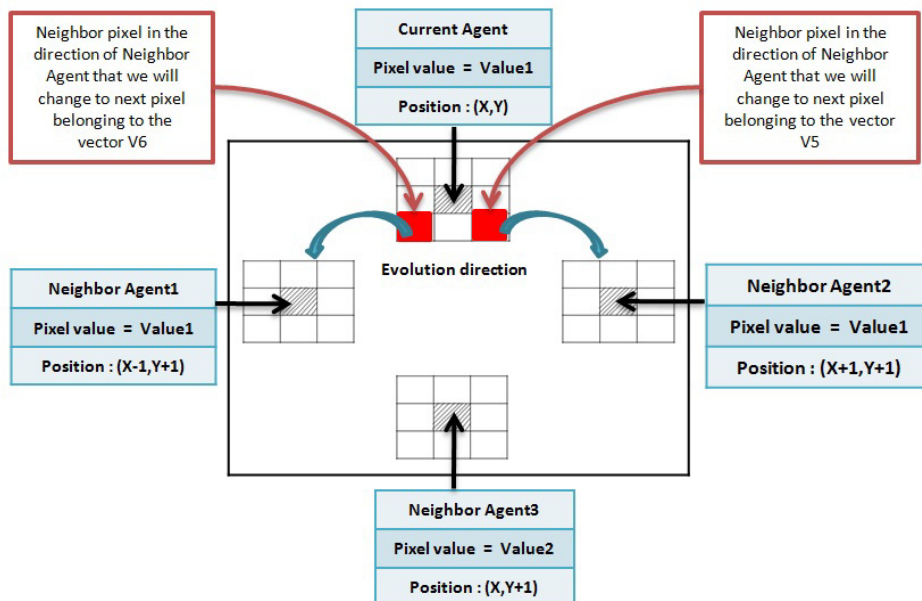 Neighbor pixel in
the direction of
Neighbor Agent
that we will
change to next pixel
belonging to the
vector V6
Current Agent
Pixel value = Value1
Position : (X,Y)
Neighbor pixel in the
direction of Neighbor
Agent that we will
change to next pixel
belonging to the vector
V5
Evolution direction
Neighbor Agent1
Pixel value = Value1
Position : (X-1,Y+1)
Neighbor Agent2
Pixel value = Value1
Position : (X+1,Y+1)
Neighbor Agent3
Pixel value = Value2
Position : (X,Y+1)